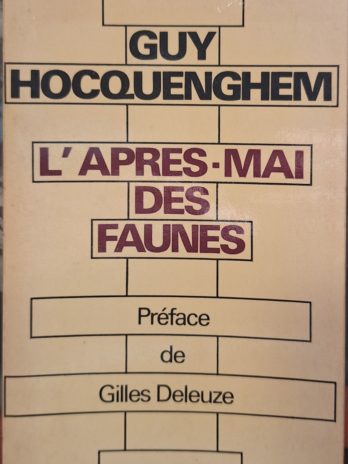 GUY
HOCQUENGHEM
L'APRES-MAI
DES
FAUNES
Préface
de
Gilles Deleuze